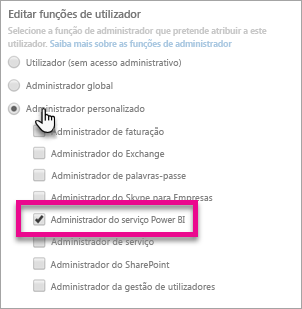 Editar funções de utilizador
Selecione a função de administrador que pretende atribuir a este
utilizador. Saiba mais sobre as funções de administrador
Utilizador (sem acesso administrativo)
Administrador global
Administrador personalizado
Administrador de faturação
Administrador do Exchange
Administrador de palavras-passe
Administrador do Skype para Empresas
Administrador do serviço Power BI
Administrador de serviço
Administrador do SharePoint
Administrador da gestão de utilizadores